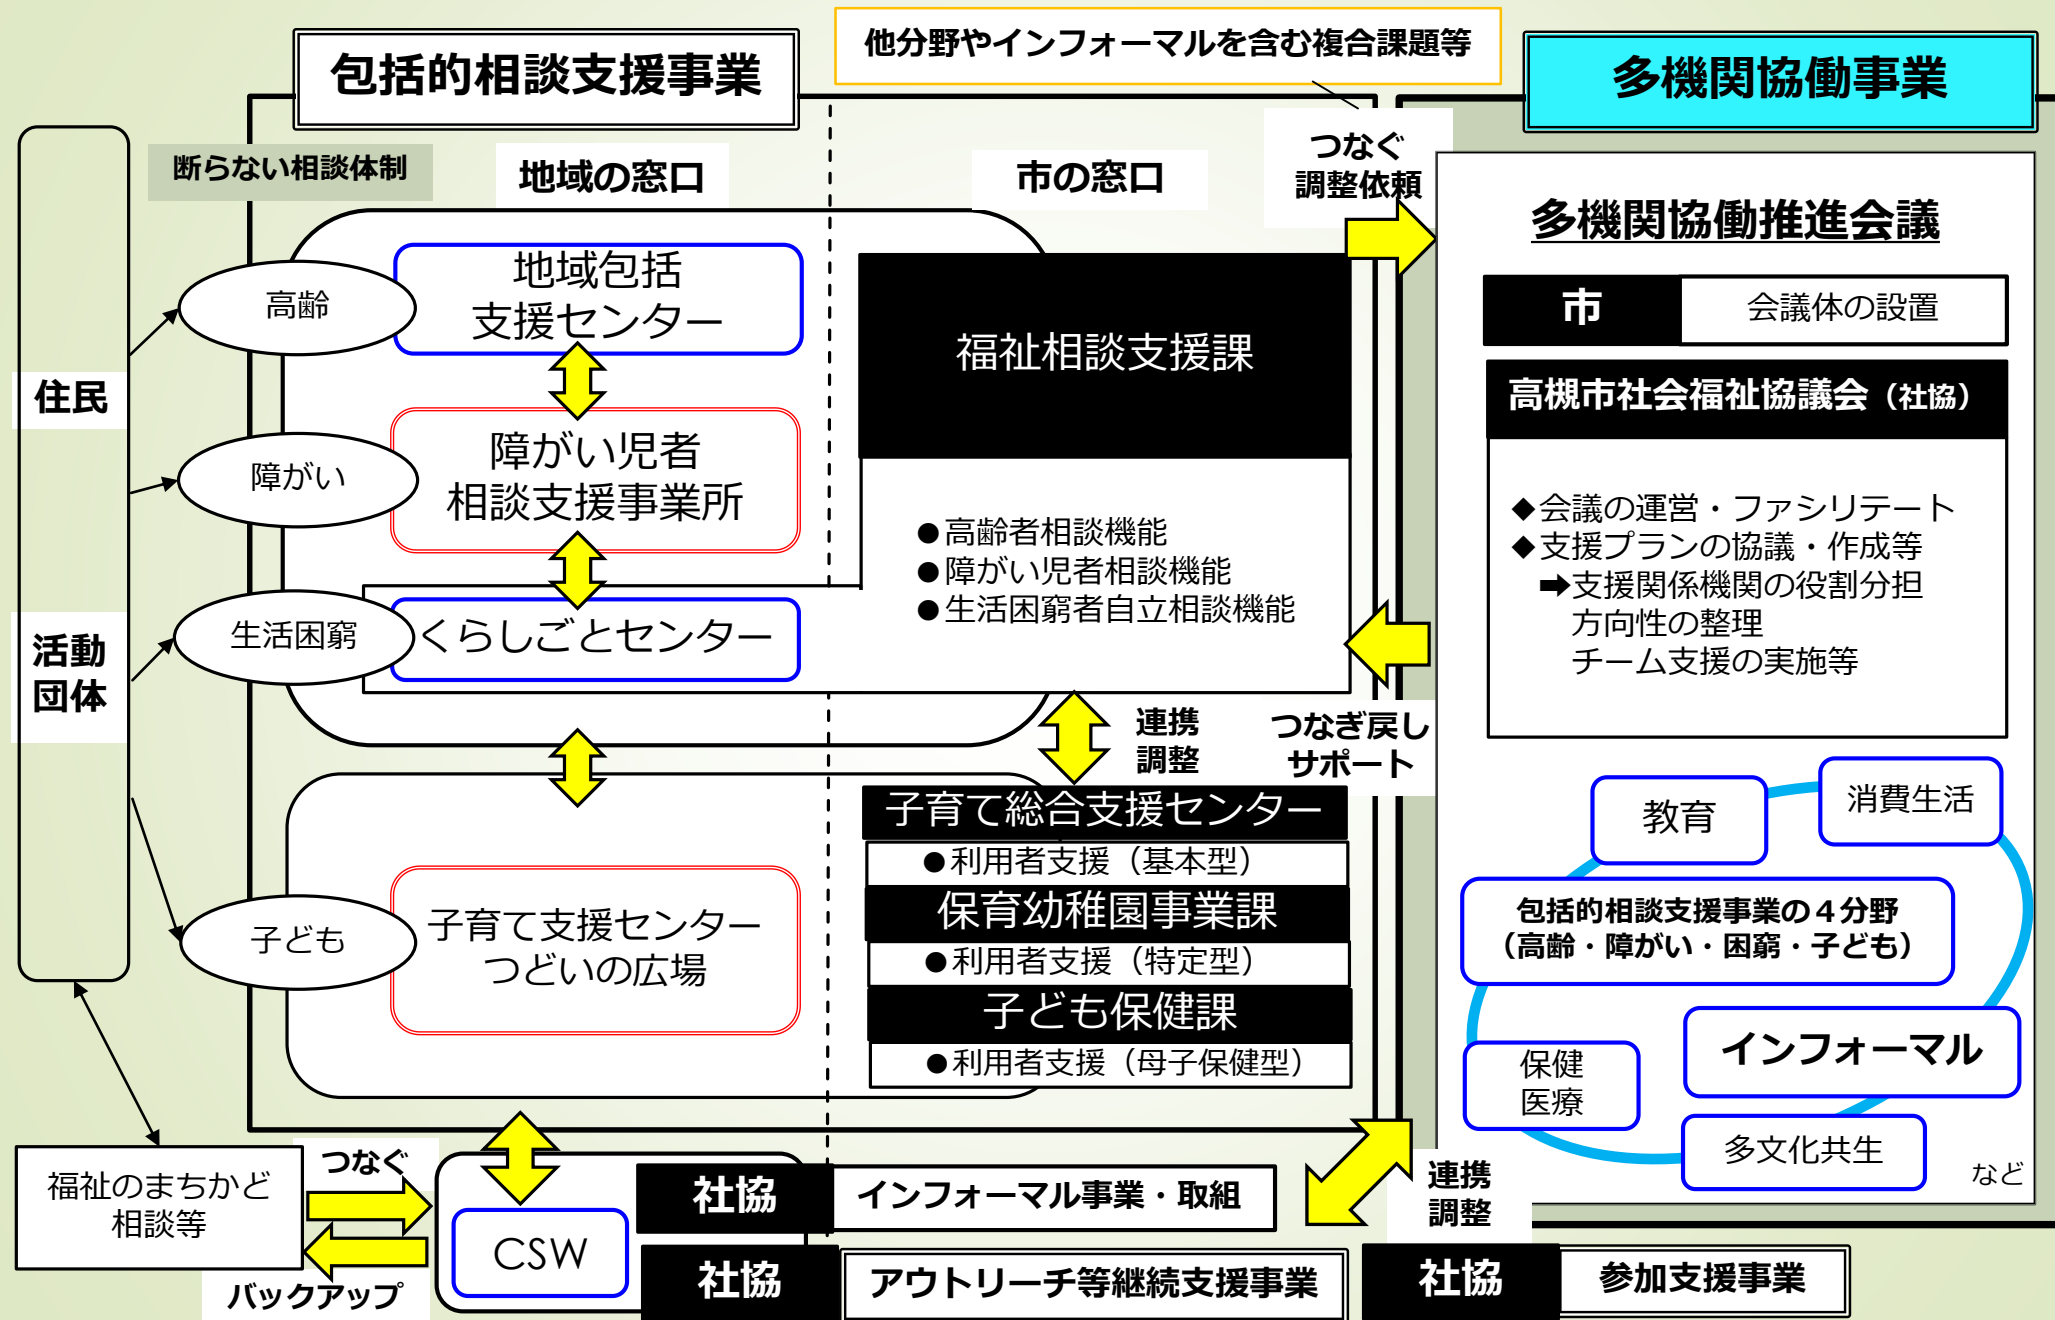 他分野やインフォーマルを含む複合課題等
包括的相談支援事業
多機関協働事業
断らない相談体制
地域の窓口
市の窓口
つなぐ
調整依頼
住民
活動
団体
高齢
地域包括
支援センター
障がい
障がい児者
相談支援事業所
生活困窮
くらしごとセンター
福祉相談支援課
●高齢者相談機能
●障がい児者相談機能
●生活困窮者自立相談機能
連携
調整
つなぎ戻し
サポート
子ども
子育て支援センター
つどいの広場
子育て総合支援センター
●利用者支援（基本型）
保育幼稚園事業課
●利用者支援（特定型）
子ども保健課
●利用者支援（母子保健型）
多機関協働推進会議
市
会議体の設置
高槻市社会福祉協議会（社協）
◆会議の運営・ファシリテート
◆支援プランの協議・作成等
➡支援関係機関の役割分担
方向性の整理
チーム支援の実施等
教育
消費生活
包括的相談支援事業の４分野
（高齢・障がい・困窮・子ども）
インフォーマル
保健
医療
多文化共生
など
福祉のまちかど
相談等
つなぐ
バックアップ
CSW
社協
インフォーマル事業・取組
社協
アウトリーチ等継続支援事業
連携
調整
社協
参加支援事業